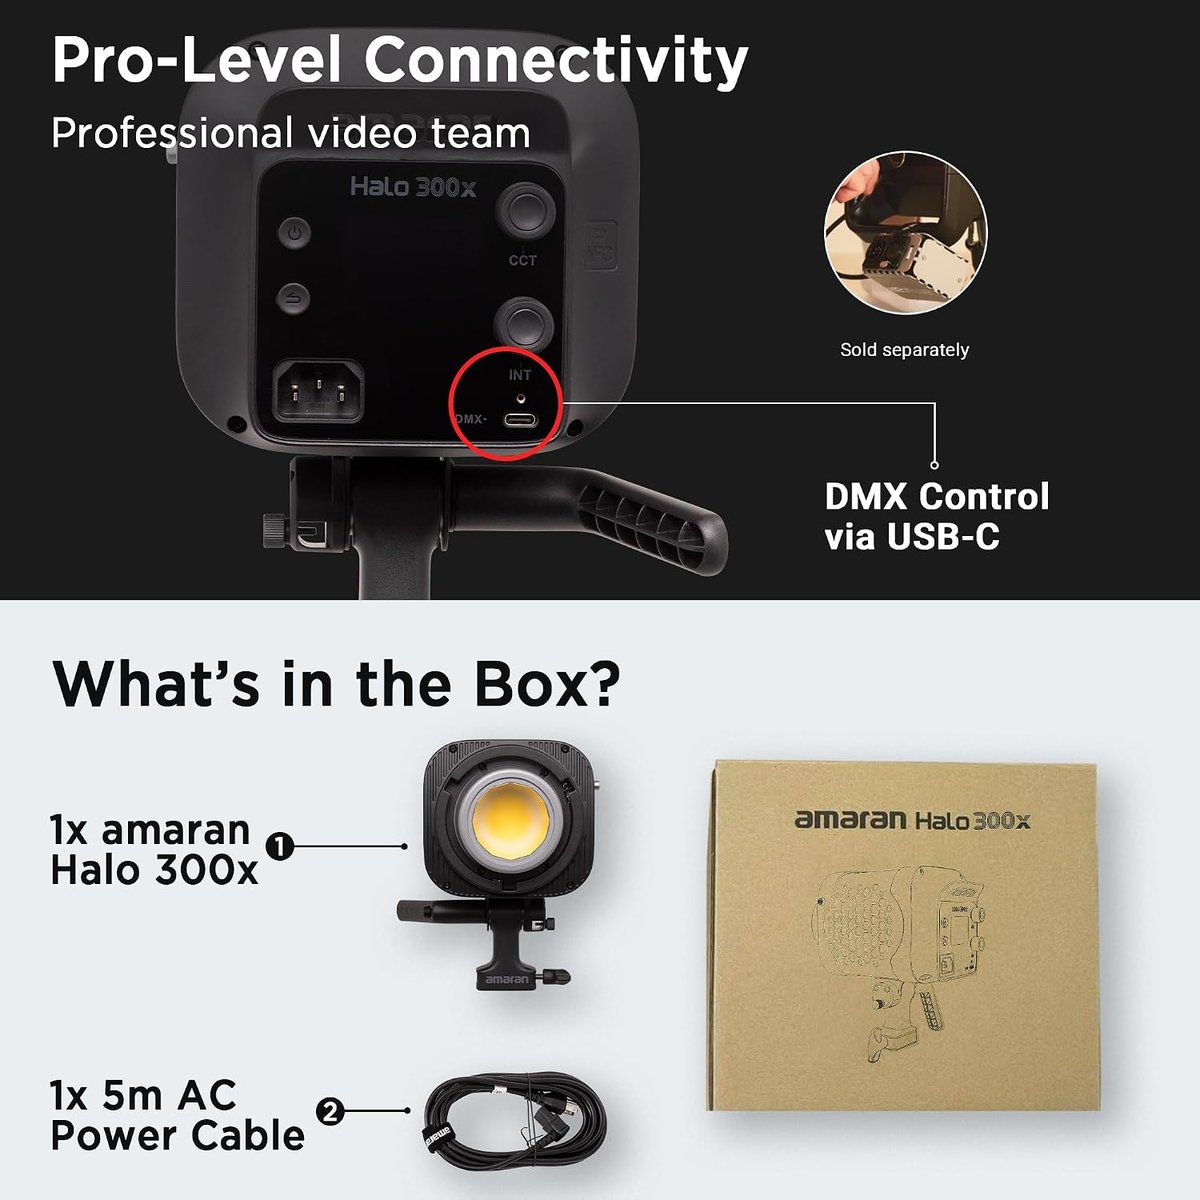 Pro-Level Connectivity
Professional video team
Halo 300x
CCT
INT
DMX-
Sold separately
DMX Control
via USB-C
What's in the Box?
1x amaran
Halo 300x
1
amaran
amaran Halo 300x
1x 5m AC
Power Cable
2
amaran